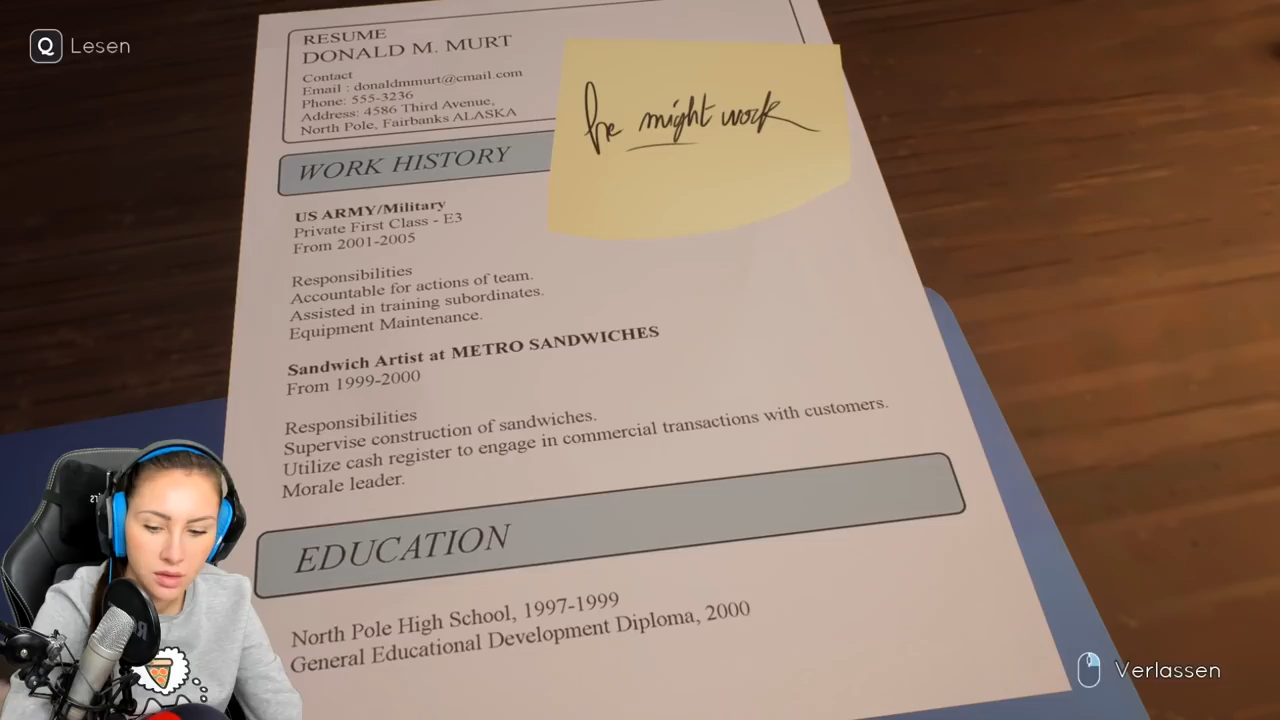 Q Lesen
RESUME
DONALD M. MURT
Contact
Email : donaldmmurt@cmail.com
Phone: 555-3236
Address: 4586 Third Avenue,
North Pole, Fairbanks ALASKA
he might work
WORK HISTORY
US ARMY/Military
Private First Class - E3
From 2001-2005
Responsibilities
Accountable for actions of team.
Assisted in training subordinates.
Equipment Maintenance.
Sandwich Artist at METRO SANDWICHES
From 1999-2000
Responsibilities
Supervise construction of sandwiches.
Utilize cash register to engage in commercial transactions with customers.
Morale leader.
EDUCATION
North Pole High School, 1997-1999
General Educational Development Diploma, 2000
Verlassen